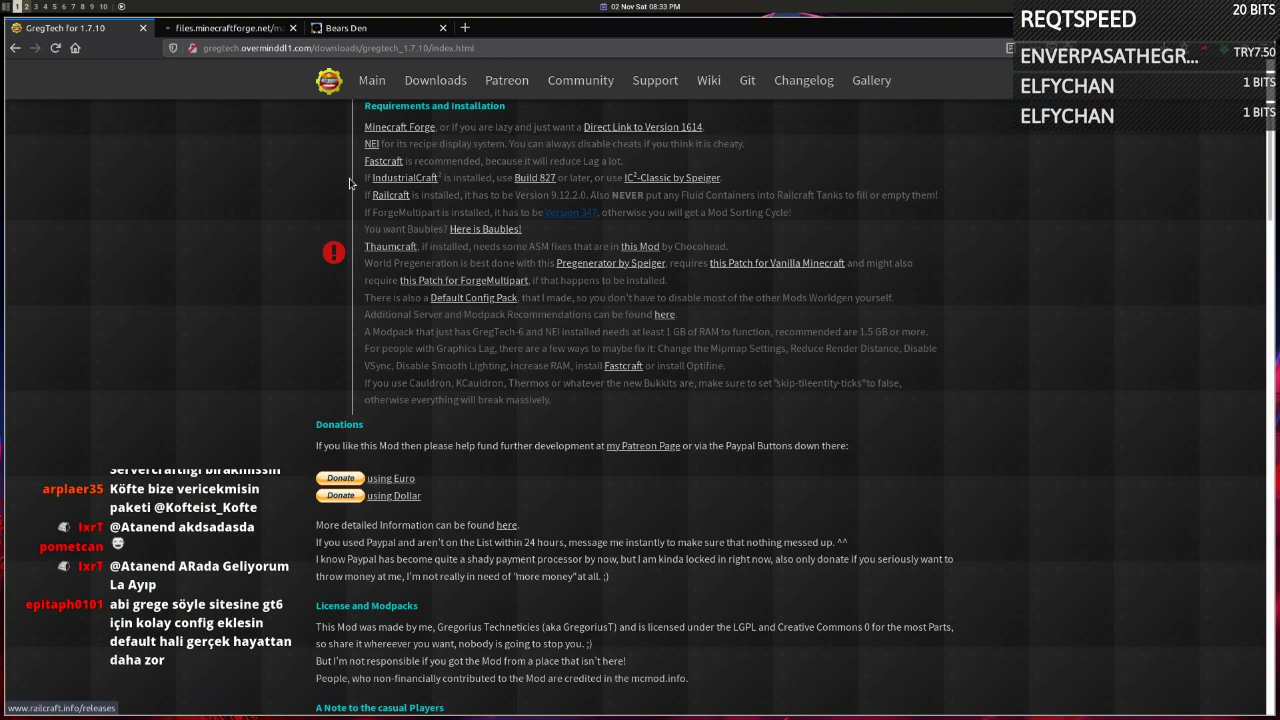 1 2 3 4 5 6 7 8 9 10
02 Nov Sat 08:33 PM
GregTech for 1.7.10
files.minecraftforge.net/m
Bears Den
gregtech.overminddl1.com/downloads/gregtech_1.7.10/index.html
REQTSPEED 20 BITS
ENVERPASATHEGR... TRY7.50
ELFYCHAN 1 BITS
ELFYCHAN 1 BITS
Main Downloads Patreon Community Support Wiki Git Changelog Gallery
Requirements and Installation
Minecraft Forge, or if you are lazy and just want a Direct Link to Version 1614.
NEI for its recipe display system. You can always disable cheats if you think it is cheaty.
Fastcraft is recommended, because it will reduce Lag a lot.
If IndustrialCraft² is installed, use Build 827 or later, or use IC²-Classic by Speiger.
If Railcraft is installed, it has to be Version 9.12.2.0. Also NEVER put any Fluid Containers into Railcraft Tanks to fill or empty them!
If ForgeMultipart is installed, it has to be Version 347, otherwise you will get a Mod Sorting Cycle!
You want Baubles? Here is Baubles!
Thaumcraft, if installed, needs some ASM fixes that are in this Mod by Chocohead.
World Pregeneration is best done with this Pregenerator by Speiger, requires this Patch for Vanilla Minecraft and might also
require this Patch for ForgeMultipart, if that happens to be installed.
There is also a Default Config Pack, that I made, so you don't have to disable most of the other Mods Worldgen yourself.
Additional Server and Modpack Recommendations can be found here.
A Modpack that just has GregTech-6 and NEI installed needs at least 1 GB of RAM to function, recommended are 1.5 GB or more.
For people with Graphics Lag, there are a few ways to maybe fix it: Change the Mipmap Settings, Reduce Render Distance, Disable
VSync, Disable Smooth Lighting, increase RAM, install Fastcraft or install Optifine.
If you use Cauldron, KCauldron, Thermos or whatever the new Bukkits are, make sure to set "skip-tileentity-ticks" to false,
otherwise everything will break massively.
Donations
If you like this Mod then please help fund further development at my Patreon Page or via the Paypal Buttons down there:
Donate using Euro
Donate using Dollar
More detailed Information can be found here.
If you used Paypal and aren't on the List within 24 hours, message me instantly to make sure that nothing messed up. ^^
I know Paypal has become quite a shady payment processor by now, but I am kinda locked in right now, also only donate if you seriously want to
throw money at me, I'm not really in need of "more money" at all. ;)
License and Modpacks
This Mod was made by me, Gregorius Techneticies (aka GregoriusT) and is licensed under the LGPL and Creative Commons 0 for the most Parts,
so share it whereever you want, nobody is going to stop you. ;)
But I'm not responsible if you got the Mod from a place that isn't here!
People, who non-financially contributed to the Mod are credited in the mcmod.info.
A Note to the casual Players
arplaer35 Köfte bize vericekmisin
paketi @Kofteist_Kofte
IxrT @Atanend akdsadasda
pometcan
IxrT @Atanend ARada Geliyorum
La Ayıp
epitaph0101 abi grege söyle sitesine gt6
için kolay config eklesin
default hali gerçek hayattan
daha zor
www.railcraft.info/releases